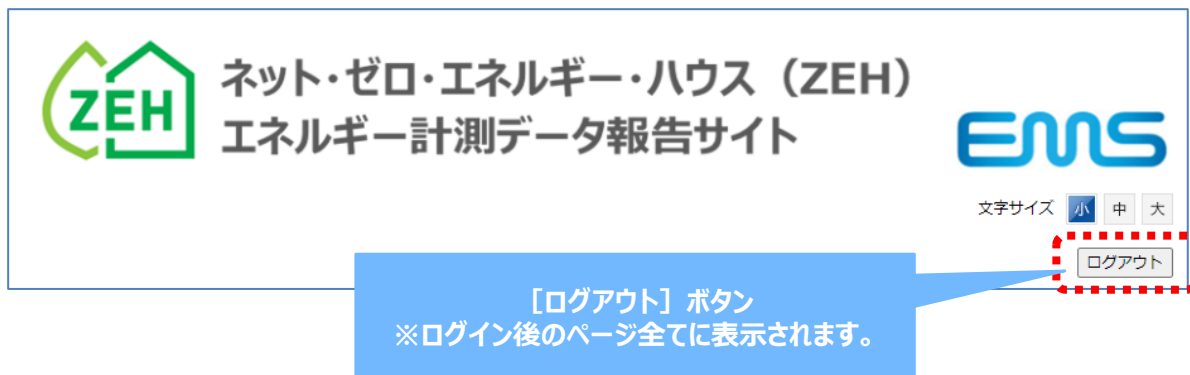 ZEH
ネット・ゼロ・エネルギー・ハウス（ZEH）
エネルギー計測データ報告サイト
EMS
文字サイズ 小 中 大
ログアウト
［ログアウト］ボタン
※ログイン後のページ全てに表示されます。